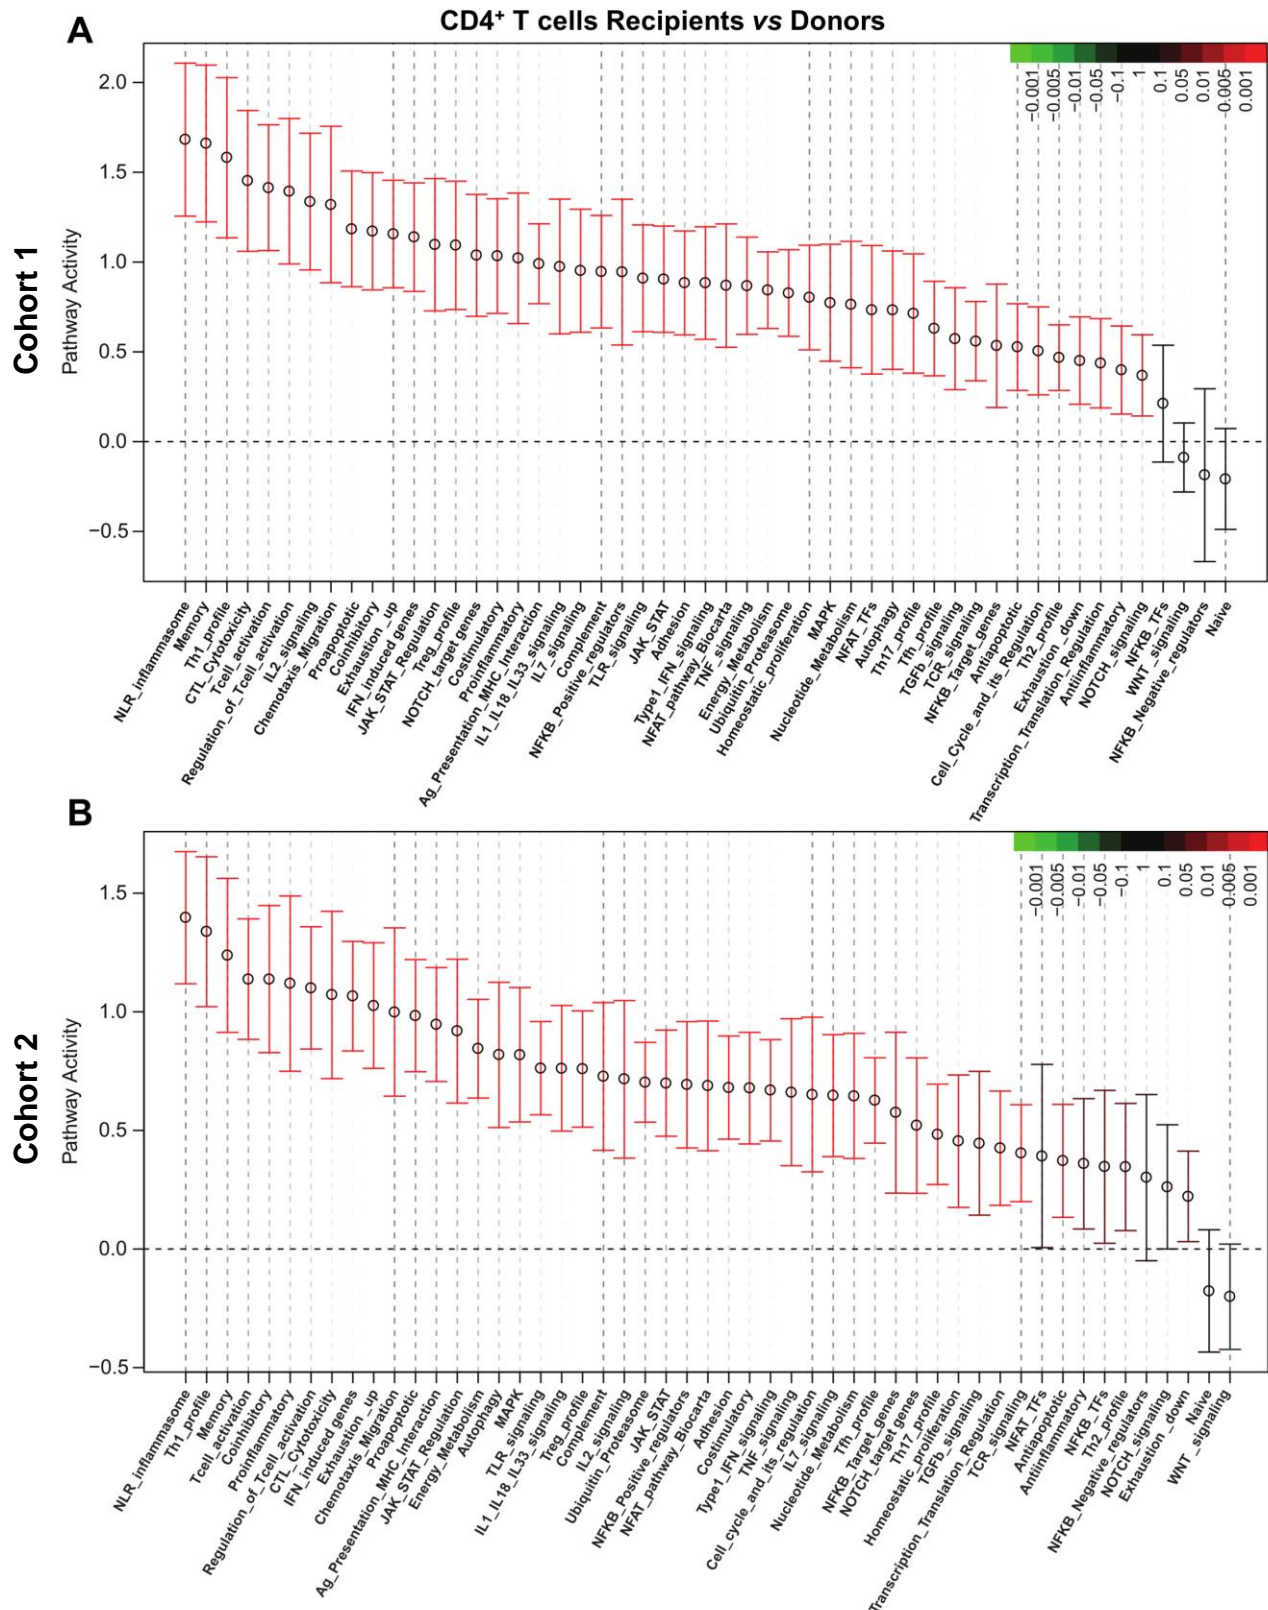 CD4⁺ T cells Recipients vs Donors
A
Cohort 1
Pathway Activity
2.0
1.5
1.0
0.5
0.0
−0.5
−0.001
−0.005
−0.01
−0.05
−0.1
1
0.1
0.05
0.01
0.005
0.001
NLR_inflammasome
Memory
Th1_profile
CTL_Cytotoxicity
Tcell_activation
Regulation_of_Tcell_activation
IL2_signaling
Chemotaxis_Migration
Proapoptotic
Coinhibitory
Exhaustion_up
IFN_induced genes
JAK_STAT_Regulation
Treg_profile
NOTCH_target genes
Costimulatory
Proinflammatory
Ag_Presentation_MHC_Interaction
IL1_IL18_IL33_signaling
IL7_signaling
Complement
NFKB_Positive_regulators
TLR_signaling
JAK_STAT
Adhesion
Type1_IFN_signaling
NFAT_pathway_Biocarta
TNF_signaling
Energy_Metabolism
Ubiquitin_Proteasome
Homeostatic_proliferation
MAPK
Nucleotide_Metabolism
NFAT_TFs
Autophagy
Th17_profile
Tfh_profile
TGFb_signaling
TCR_signaling
NFKB_Target_genes
Antiapoptotic
Cell_Cycle_and_its_Regulation
Th2_profile
Exhaustion_down
Transcription_Translation_Regulation
Antiinflammatory
NOTCH_signaling
NFKB_TFs
WNT_signaling
NFKB_Negative_regulators
Naive
B
Cohort 2
Pathway Activity
1.5
1.0
0.5
0.0
−0.5
−0.001
−0.005
−0.01
−0.05
−0.1
1
0.1
0.05
0.01
0.005
0.001
NLR_inflammasome
Th1_profile
Memory
Tcell_activation
Coinhibitory
Proinflammatory
Regulation_of_Tcell_activation
CTL_Cytotoxicity
IFN_induced genes
Exhaustion_up
Chemotaxis_Migration
Proapoptotic
Ag_Presentation_MHC_Interaction
JAK_STAT_Regulation
Energy_Metabolism
Autophagy
MAPK
TLR_signaling
IL1_IL18_IL33_signaling
Treg_profile
Complement
IL2_signaling
Ubiquitin_Proteasome
JAK_STAT
NFKB_Positive_regulators
NFAT_pathway_Biocarta
Adhesion
Costimulatory
Type1_IFN_signaling
TNF_signaling
Cell_cycle_and_its_regulation
IL7_signaling
Nucleotide_Metabolism
Tfh_profile
NFKB_Target_genes
NOTCH_target genes
Th17_profile
Homeostatic_proliferation
TGFb_signaling
Transcription_Translation_Regulation
TCR_signaling
NFAT_TFs
Antiapoptotic
Antiinflammatory
NFKB_TFs
Th2_profile
NFKB_Negative_regulators
NOTCH_signaling
Exhaustion_down
Naive
WNT_signaling